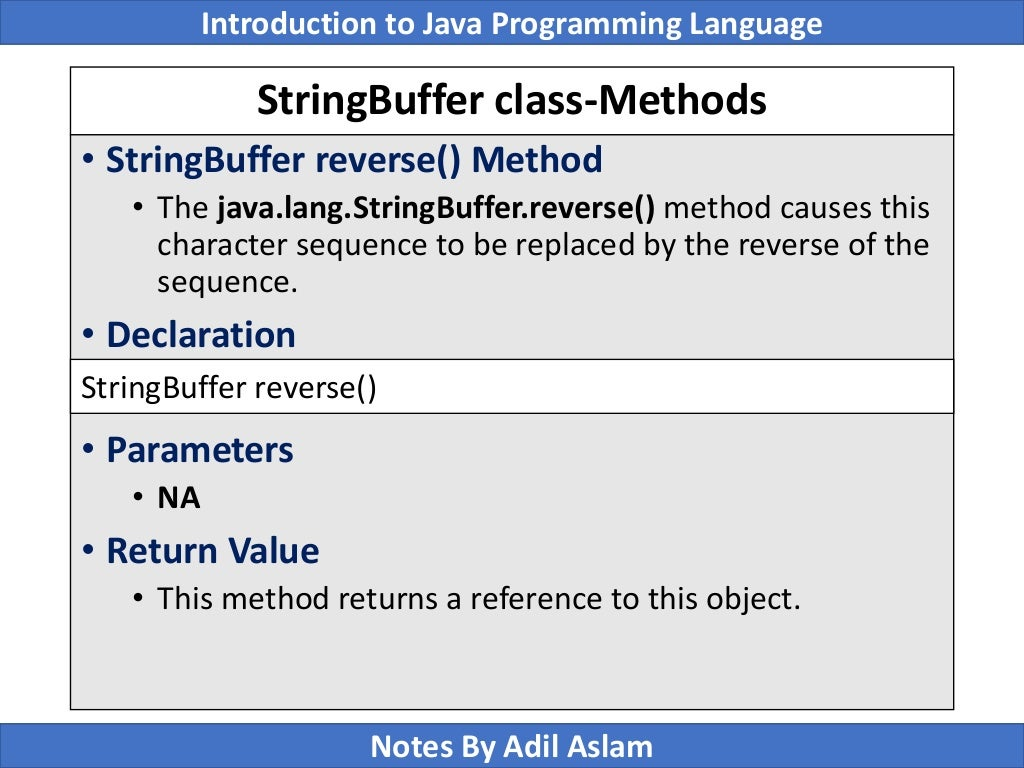 Introduction to Java Programming Language
StringBuffer class-Methods
• StringBuffer reverse() Method
• The java.lang.StringBuffer.reverse() method causes this
character sequence to be replaced by the reverse of the
sequence.
• Declaration
StringBuffer reverse()
• Parameters
• NA
• Return Value
• This method returns a reference to this object.
Notes By Adil Aslam